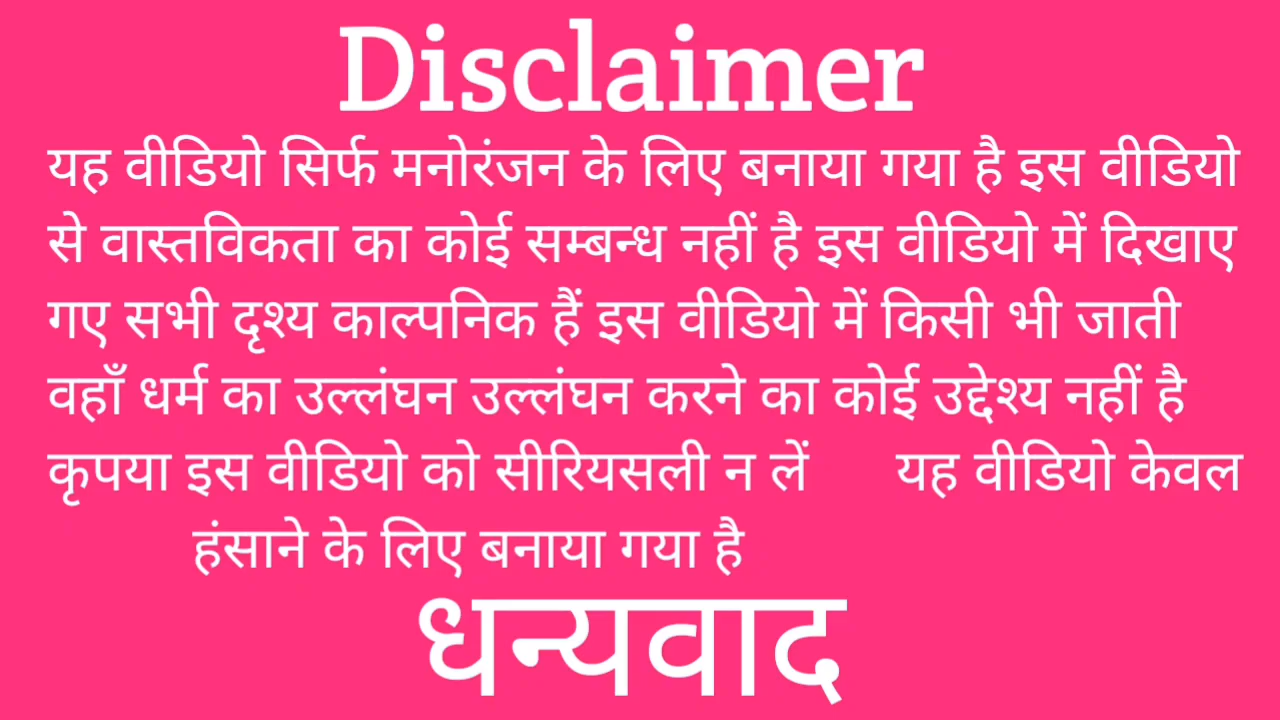 Disclaimer
यह वीडियो सिर्फ मनोरंजन के लिए बनाया गया है इस वीडियो
से वास्तविकता का कोई सम्बन्ध नहीं है इस वीडियो में दिखाए
गए सभी दृश्य काल्पनिक हैं इस वीडियो में किसी भी जाती
वहाँ धर्म का उल्लंघन उल्लंघन करने का कोई उद्देश्य नहीं है
कृपया इस वीडियो को सीरियसली न लें यह वीडियो केवल
हंसाने के लिए बनाया गया है
धन्यवाद